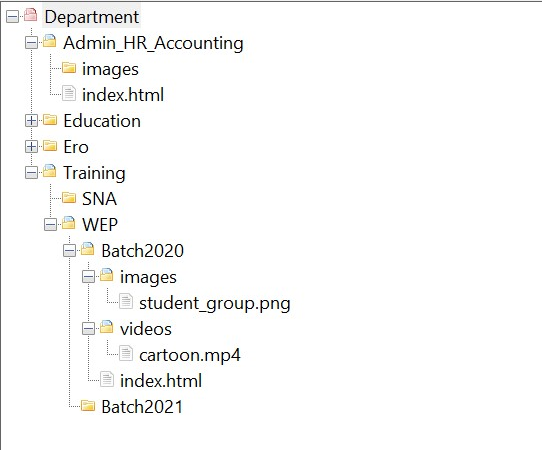 Department
Admin_HR_Accounting
images
index.html
Education
Ero
Training
SNA
WEP
Batch2020
images
student_group.png
videos
cartoon.mp4
index.html
Batch2021